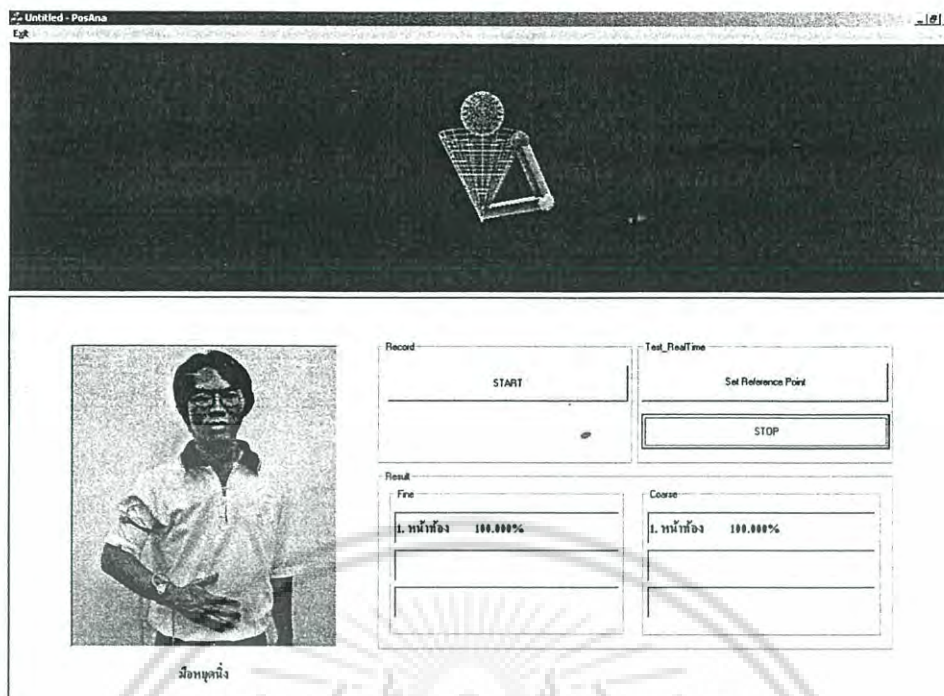 Untitled - PosAna
Exit
Record
START
Test_RealTime
Set Reference Point
STOP
Result
Fine
1. หน้าท้อง 100.000%
Coarse
1. หน้าท้อง 100.000%
มือหยุดนิ่ง